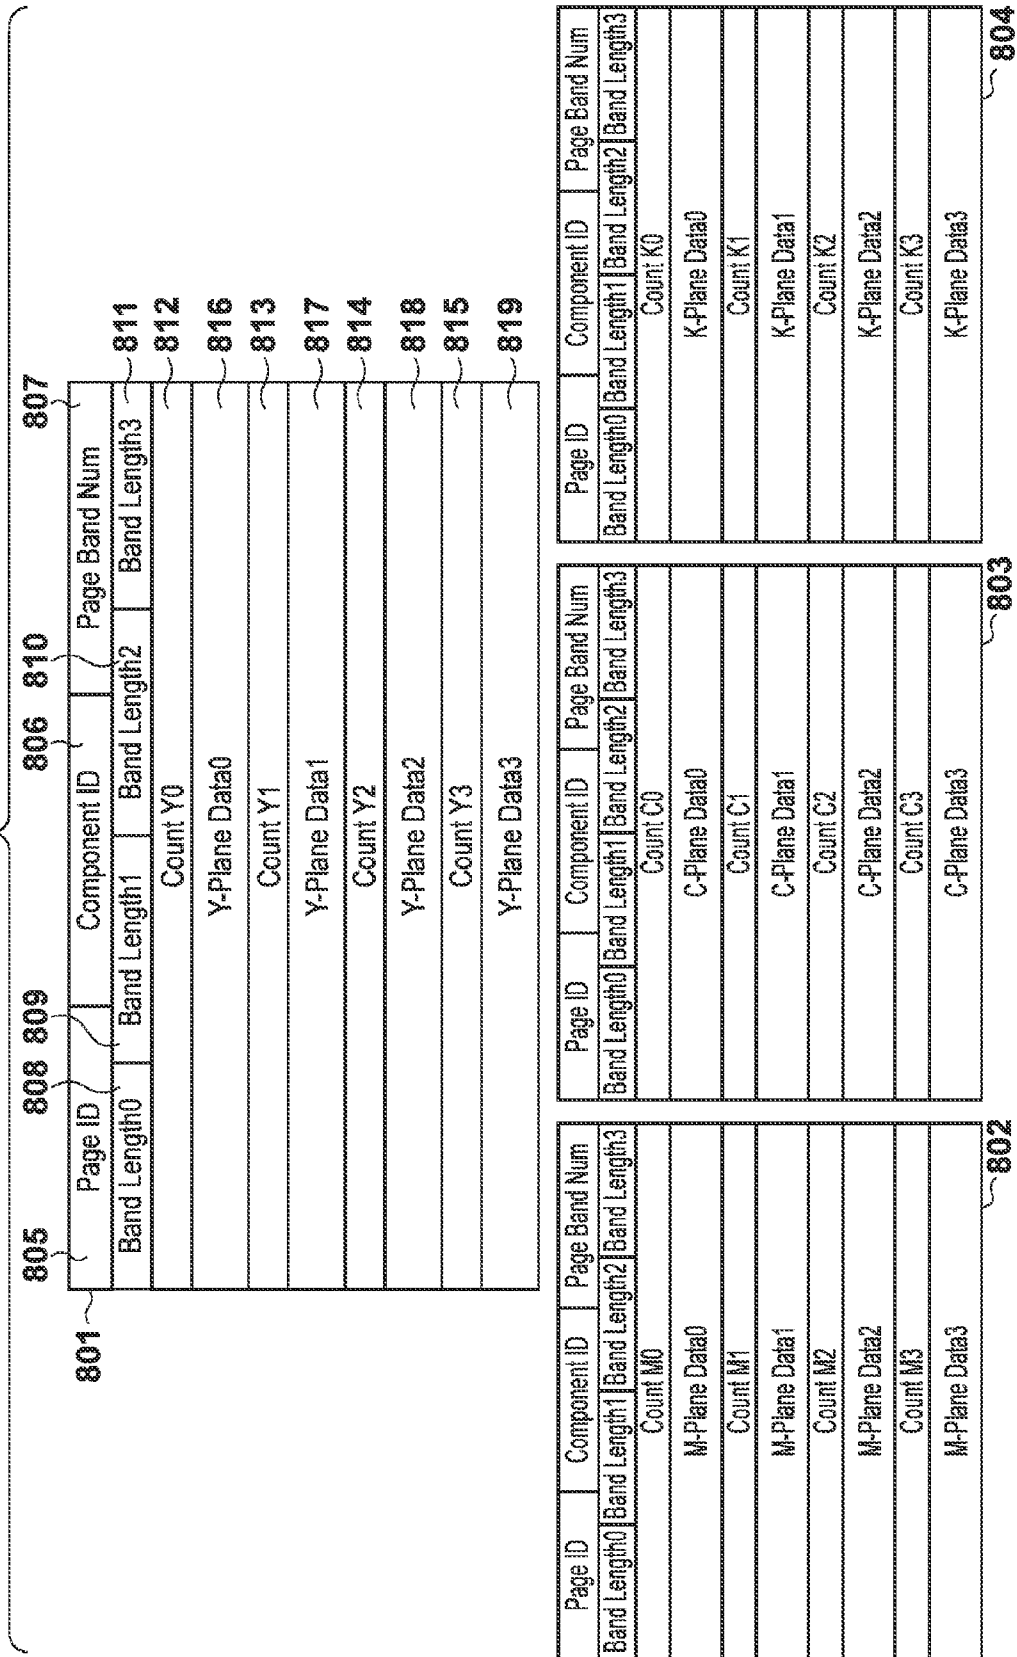 805
808
809
806
810
807
801
Page ID Component ID Page Band Num
Band Length0 Band Length1 Band Length2 Band Length3
811
Count Y0
812
Y-Plane Data0
816
Count Y1
813
Y-Plane Data1
817
Count Y2
814
Y-Plane Data2
818
Count Y3
815
Y-Plane Data3
819
Page ID Component ID Page Band Num
Band Length0 Band Length1 Band Length2 Band Length3
Count M0
M-Plane Data0
Count M1
M-Plane Data1
Count M2
M-Plane Data2
Count M3
M-Plane Data3
802
Page ID Component ID Page Band Num
Band Length0 Band Length1 Band Length2 Band Length3
Count C0
C-Plane Data0
Count C1
C-Plane Data1
Count C2
C-Plane Data2
Count C3
C-Plane Data3
803
Page ID Component ID Page Band Num
Band Length0 Band Length1 Band Length2 Band Length3
Count K0
K-Plane Data0
Count K1
K-Plane Data1
Count K2
K-Plane Data2
Count K3
K-Plane Data3
804